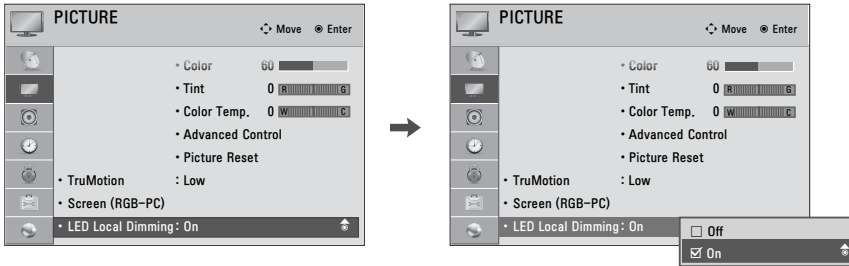 PICTURE
Move Enter
• Color 60
• Tint 0 R G
• Color Temp. 0 W C
• Advanced Control
• Picture Reset
• TruMotion : Low
• Screen (RGB-PC)
• LED Local Dimming: On
PICTURE
Move Enter
• Color 60
• Tint 0 R G
• Color Temp. 0 W C
• Advanced Control
• Picture Reset
• TruMotion : Low
• Screen (RGB-PC)
• LED Local Dimming: On
Off
On